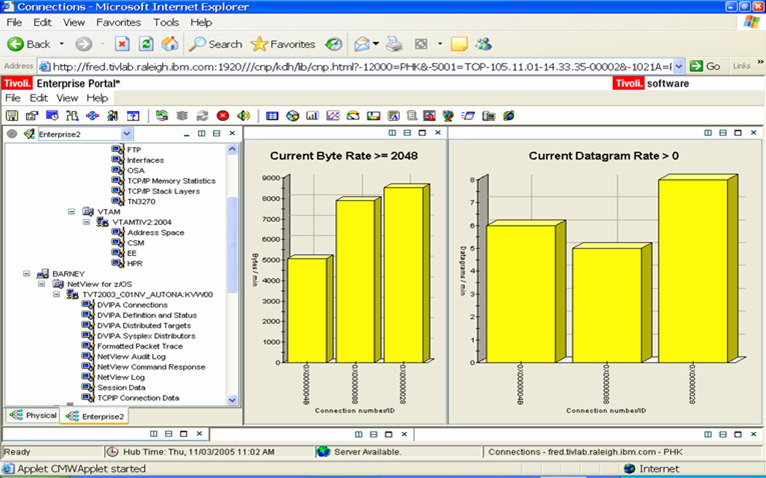 Connections - Microsoft Internet Explorer
File Edit View Favorites Tools Help
Back Search Favorites
Address http://fred.tivlab.raleigh.ibm.com:1920///cnp/kdh/lib/cnp.html?-12000=PHK&-5001=TOP-105.11.01-14.33.35-00002&-1021A=F Go Links »
Tivoli. Enterprise Portal* Tivoli. software
File Edit View Help
Enterprise2
FTP
Interfaces
OSA
TCP/IP Memory Statistics
TCP/IP Stack Layers
TN3270
VTAM
VTAMTIV2:2004
Address Space
CSM
EE
HPR
BARNEY
NetView for z/OS
TVT2003_C01NV_AUTONA:KVW00
DVIPA Connections
DVIPA Definition and Status
DVIPA Distributed Targets
DVIPA Sysplex Distributors
Formatted Packet Trace
NetView Audit Log
NetView Command Response
NetView Log
Session Data
TCPIP Connection Data
Physical Enterprise2
Current Byte Rate >= 2048
9000
8000
7000
6000
5000
4000
3000
2000
1000
0
Bytes / min
Connection number/ID
Current Datagram Rate > 0
8
7
6
5
4
3
2
1
0
Datagrams / min
Connection number/ID
Ready Hub Time: Thu, 11/03/2005 11:02 AM Server Available. Connections - fred.tivlab.raleigh.ibm.com - PHK
Applet CMWApplet started Internet